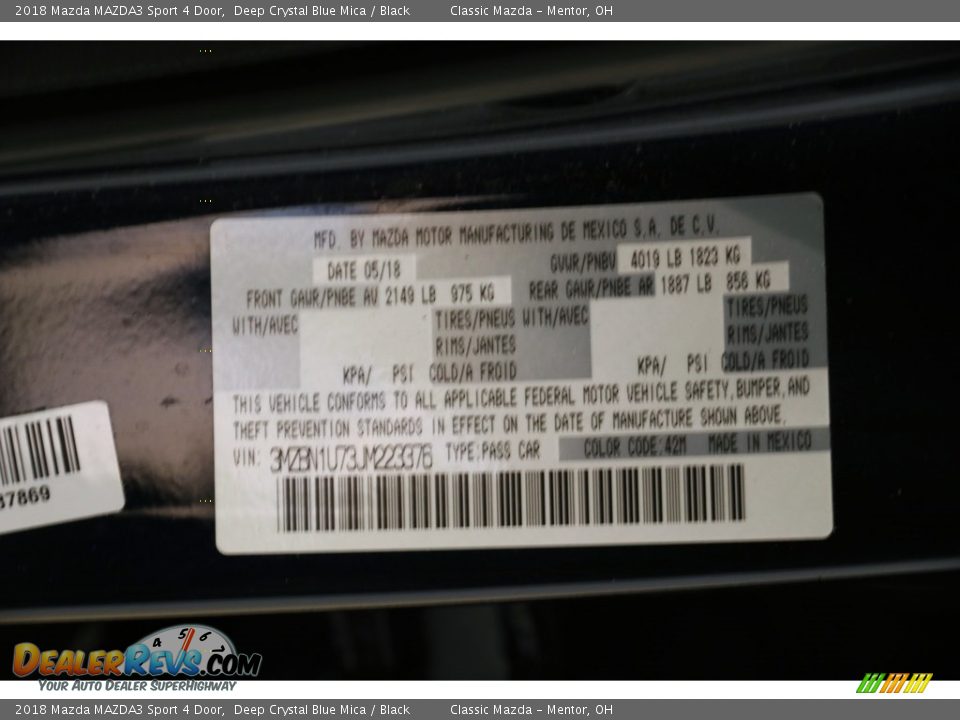 2018 Mazda MAZDA3 Sport 4 Door, Deep Crystal Blue Mica / Black Classic Mazda - Mentor, OH
MFD. BY MAZDA MOTOR MANUFACTURING DE MEXICO S.A. DE C.V.
DATE 05/18 GVWR/PNBV 4019 LB 1823 KG
FRONT GAWR/PNBE AV 2149 LB 975 KG REAR GAWR/PNBE AR 1887 LB 856 KG
WITH/AVEC TIRES/PNEUS WITH/AVEC TIRES/PNEUS
RIMS/JANTES RIMS/JANTES
KPA/ PSI COLD/A FROID KPA/ PSI COLD/A FROID
THIS VEHICLE CONFORMS TO ALL APPLICABLE FEDERAL MOTOR VEHICLE SAFETY, BUMPER, AND
THEFT PREVENTION STANDARDS IN EFFECT ON THE DATE OF MANUFACTURE SHOWN ABOVE.
VIN: 3MZBN1U73JM223376 TYPE:PASS CAR COLOR CODE:42M MADE IN MEXICO
37869
4 5 6
DEALERREVS.COM
YOUR AUTO DEALER SUPERHIGHWAY
2018 Mazda MAZDA3 Sport 4 Door, Deep Crystal Blue Mica / Black Classic Mazda - Mentor, OH